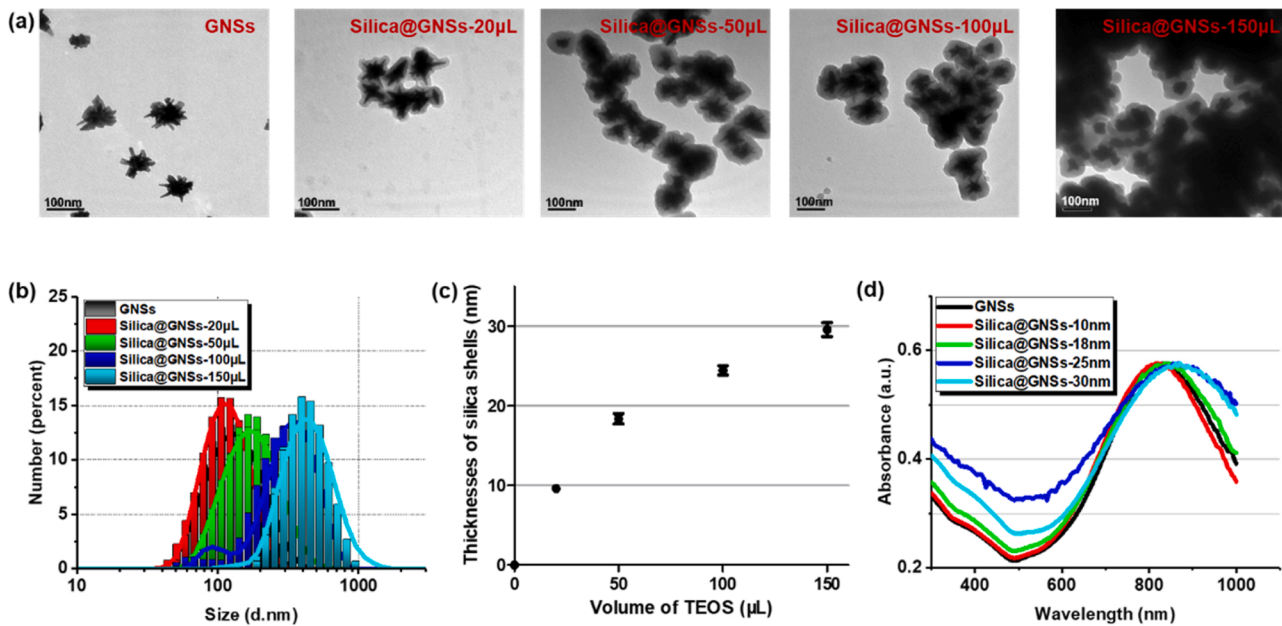 (a)
GNSs
Silica@GNSs-20µL
Silica@GNSs-50µL
Silica@GNSs-100µL
Silica@GNSs-150µL
100nm
100nm
100nm
100nm
100nm
(b)
25
20
15
10
5
0
Number (percent)
GNSs
Silica@GNSs-20µL
Silica@GNSs-50µL
Silica@GNSs-100µL
Silica@GNSs-150µL
10
100
1000
Size (d.nm)
(c)
Thicknesses of silica shells (nm)
30
20
10
0
0
50
100
150
Volume of TEOS (µL)
(d)
Absorbance (a.u.)
0.6
0.4
0.2
GNSs
Silica@GNSs-10nm
Silica@GNSs-18nm
Silica@GNSs-25nm
Silica@GNSs-30nm
400
600
800
1000
Wavelength (nm)